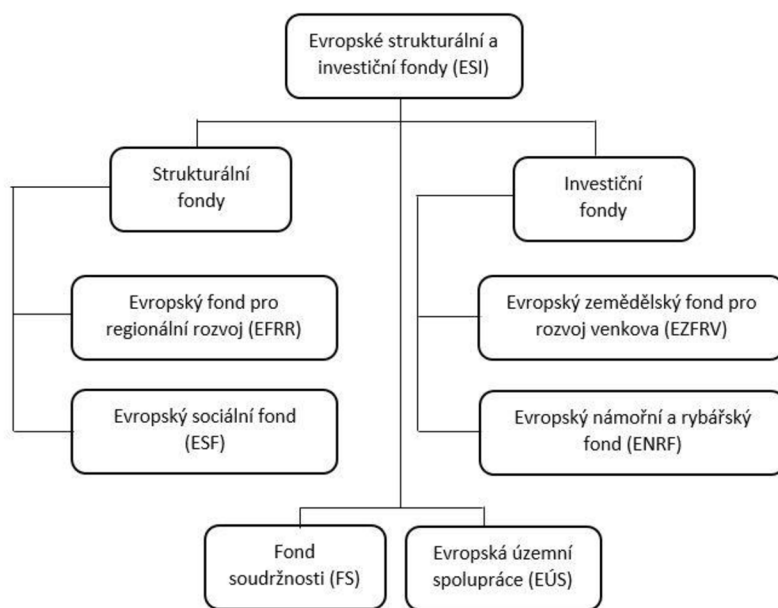 Evropské strukturální a
investiční fondy (ESI)
Strukturální
fondy
Investiční
fondy
Evropský fond pro
regionální rozvoj (EFRR)
Evropský zemědělský fond pro
rozvoj venkova (EZFRV)
Evropský sociální fond
(ESF)
Evropský námořní a rybářský
fond (ENRF)
Fond
soudržnosti (FS)
Evropská územní
spolupráce (EÚS)